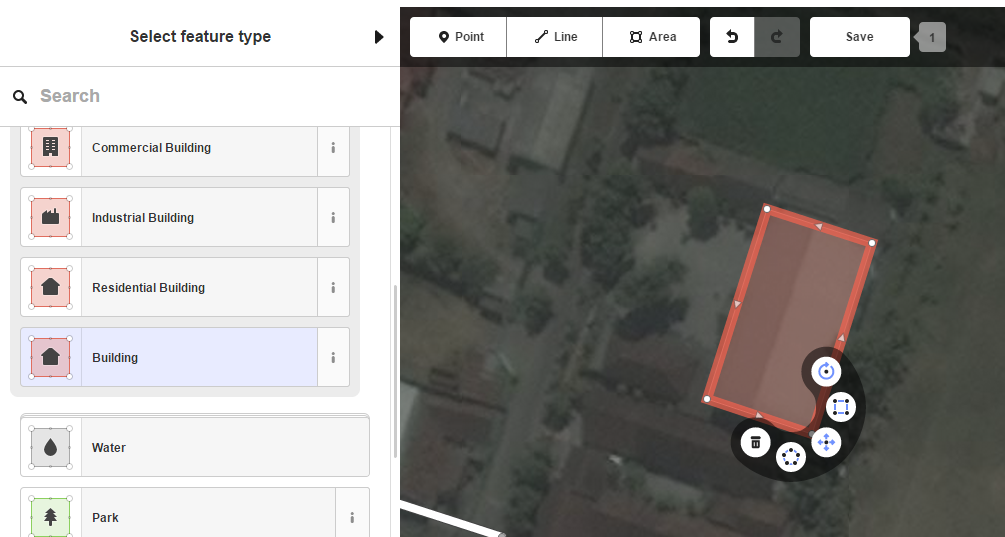 Select feature type
Point
Line
Area
Save
1
Search
Commercial Building
Industrial Building
Residential Building
Building
Water
Park